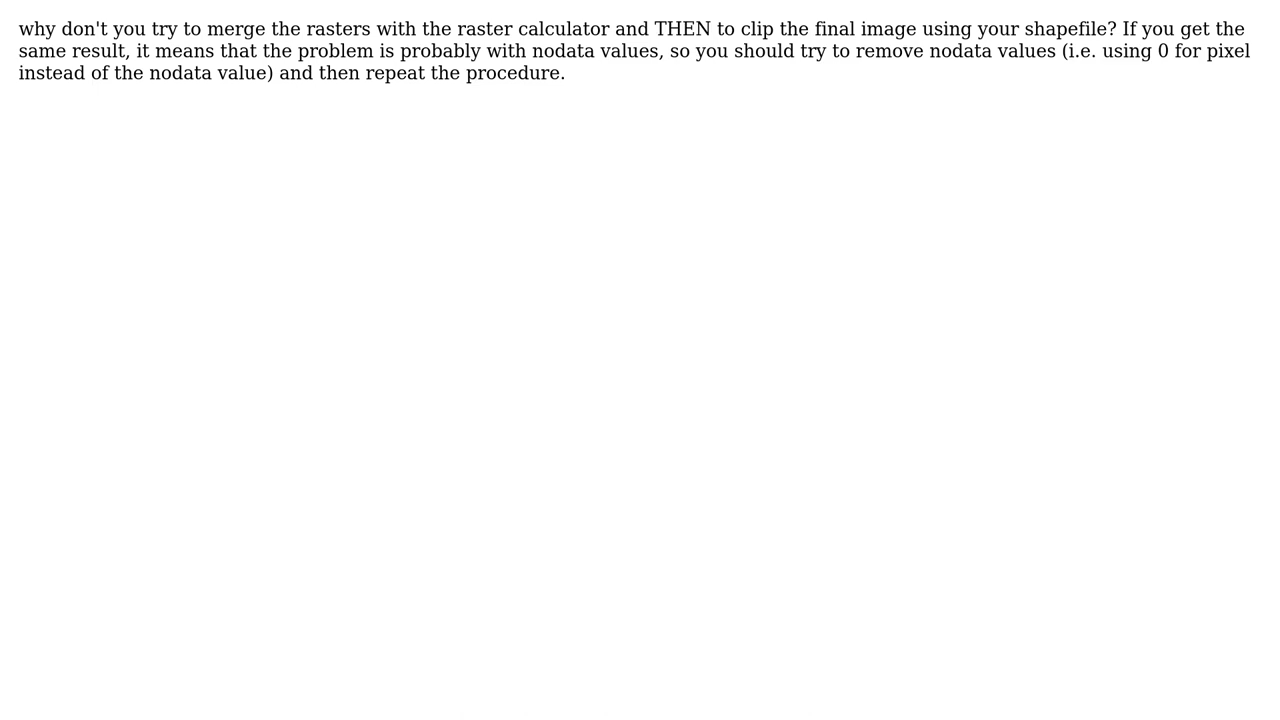 why don't you try to merge the rasters with the raster calculator and THEN to clip the final image using your shapefile? If you get the
same result, it means that the problem is probably with nodata values, so you should try to remove nodata values (i.e. using 0 for pixel
instead of the nodata value) and then repeat the procedure.